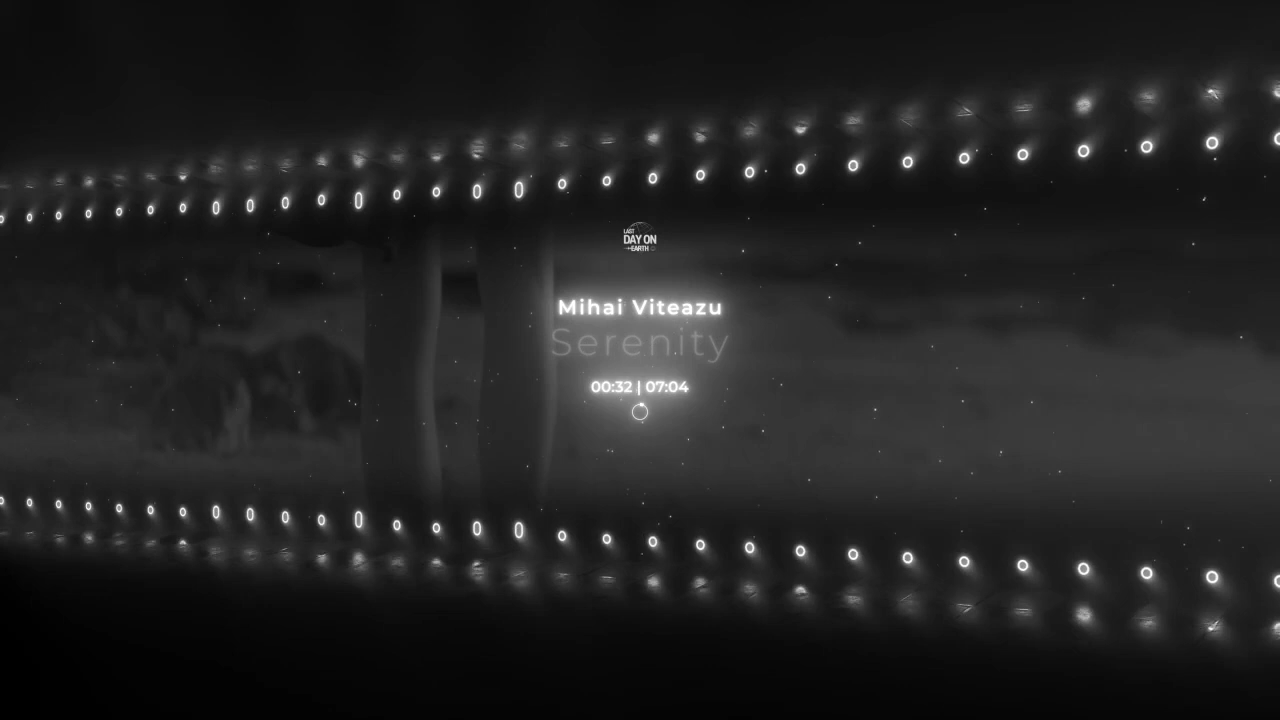 LAST
DAY ON
EARTH
Mihai Viteazu
Serenity
00:32 | 07:04